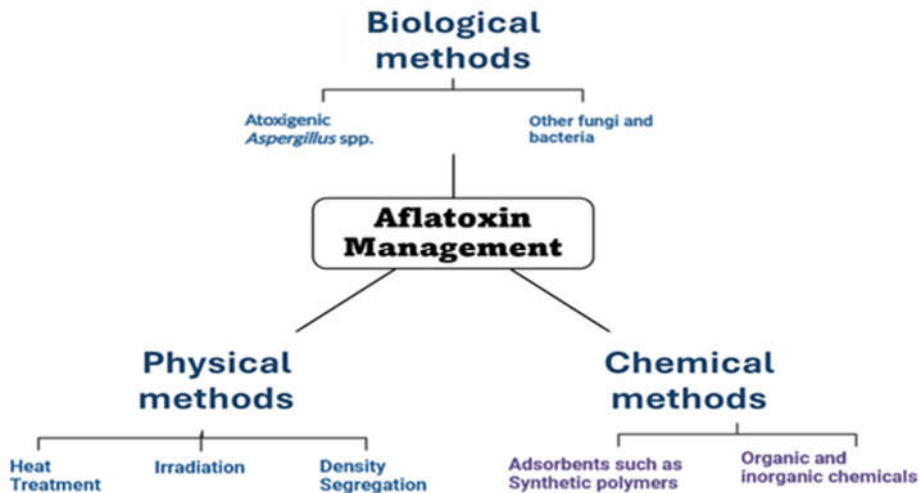 Biological
methods
Atoxigenic
Aspergillus spp.
Other fungi and
bacteria
Aflatoxin
Management
Physical
methods
Heat
Treatment
Irradiation
Density
Segregation
Chemical
methods
Adsorbents such as
Synthetic polymers
Organic and
inorganic chemicals